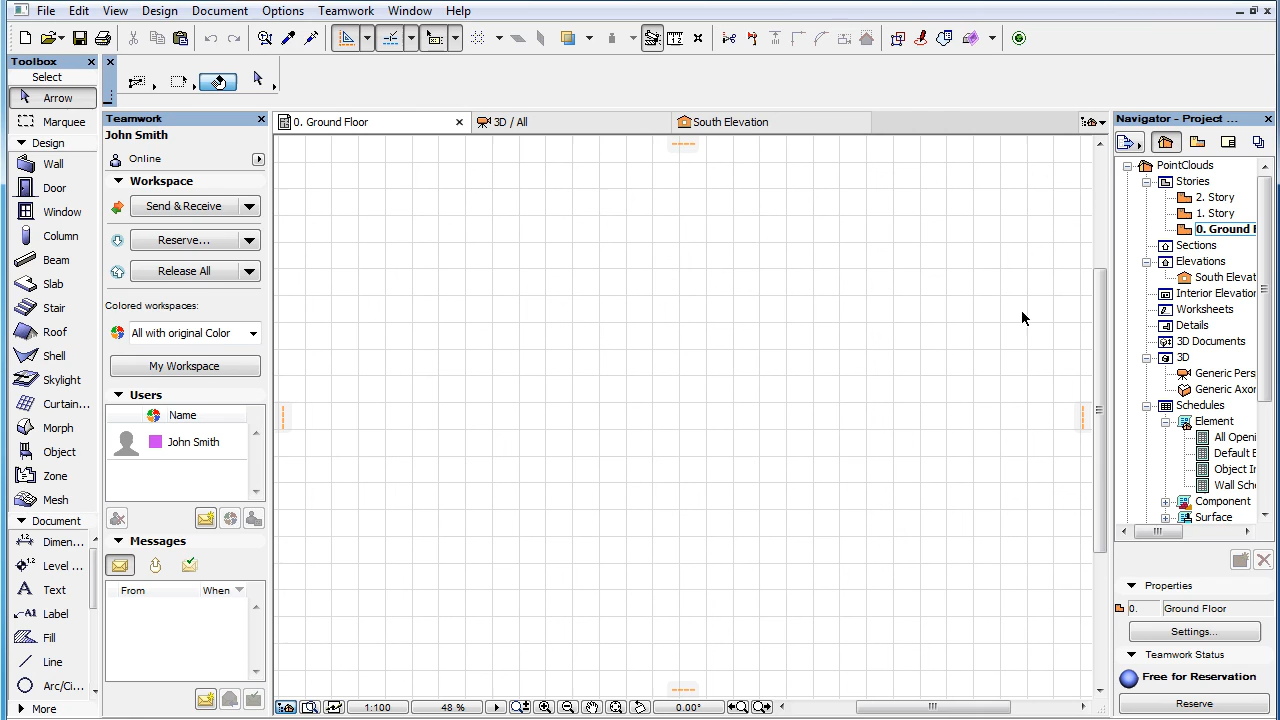 File Edit View Design Document Options Teamwork Window Help
Toolbox
Select
Arrow
Marquee
Design
Wall
Door
Window
Column
Beam
Slab
Stair
Roof
Shell
Skylight
Curtain...
Morph
Object
Zone
Mesh
Document
Dimen...
Level ...
Text
A1 Label
Fill
Line
Arc/Ci...
More
Teamwork
John Smith
Online
Workspace
Send & Receive
Reserve...
Release All
Colored workspaces:
All with original Color
My Workspace
Users
Name
John Smith
Messages
From When
0. Ground Floor
3D / All
South Elevation
1:100 48 % 0.00°
Navigator - Project ...
PointClouds
Stories
2. Story
1. Story
0. Ground F
Sections
Elevations
South Elevat
Interior Elevation
Worksheets
Details
3D Documents
3D
Generic Pers
Generic Axor
Schedules
Element
All Openi
Default E
Object In
Wall Sche
Component
Surface
Properties
0. Ground Floor
Settings...
Teamwork Status
Free for Reservation
Reserve